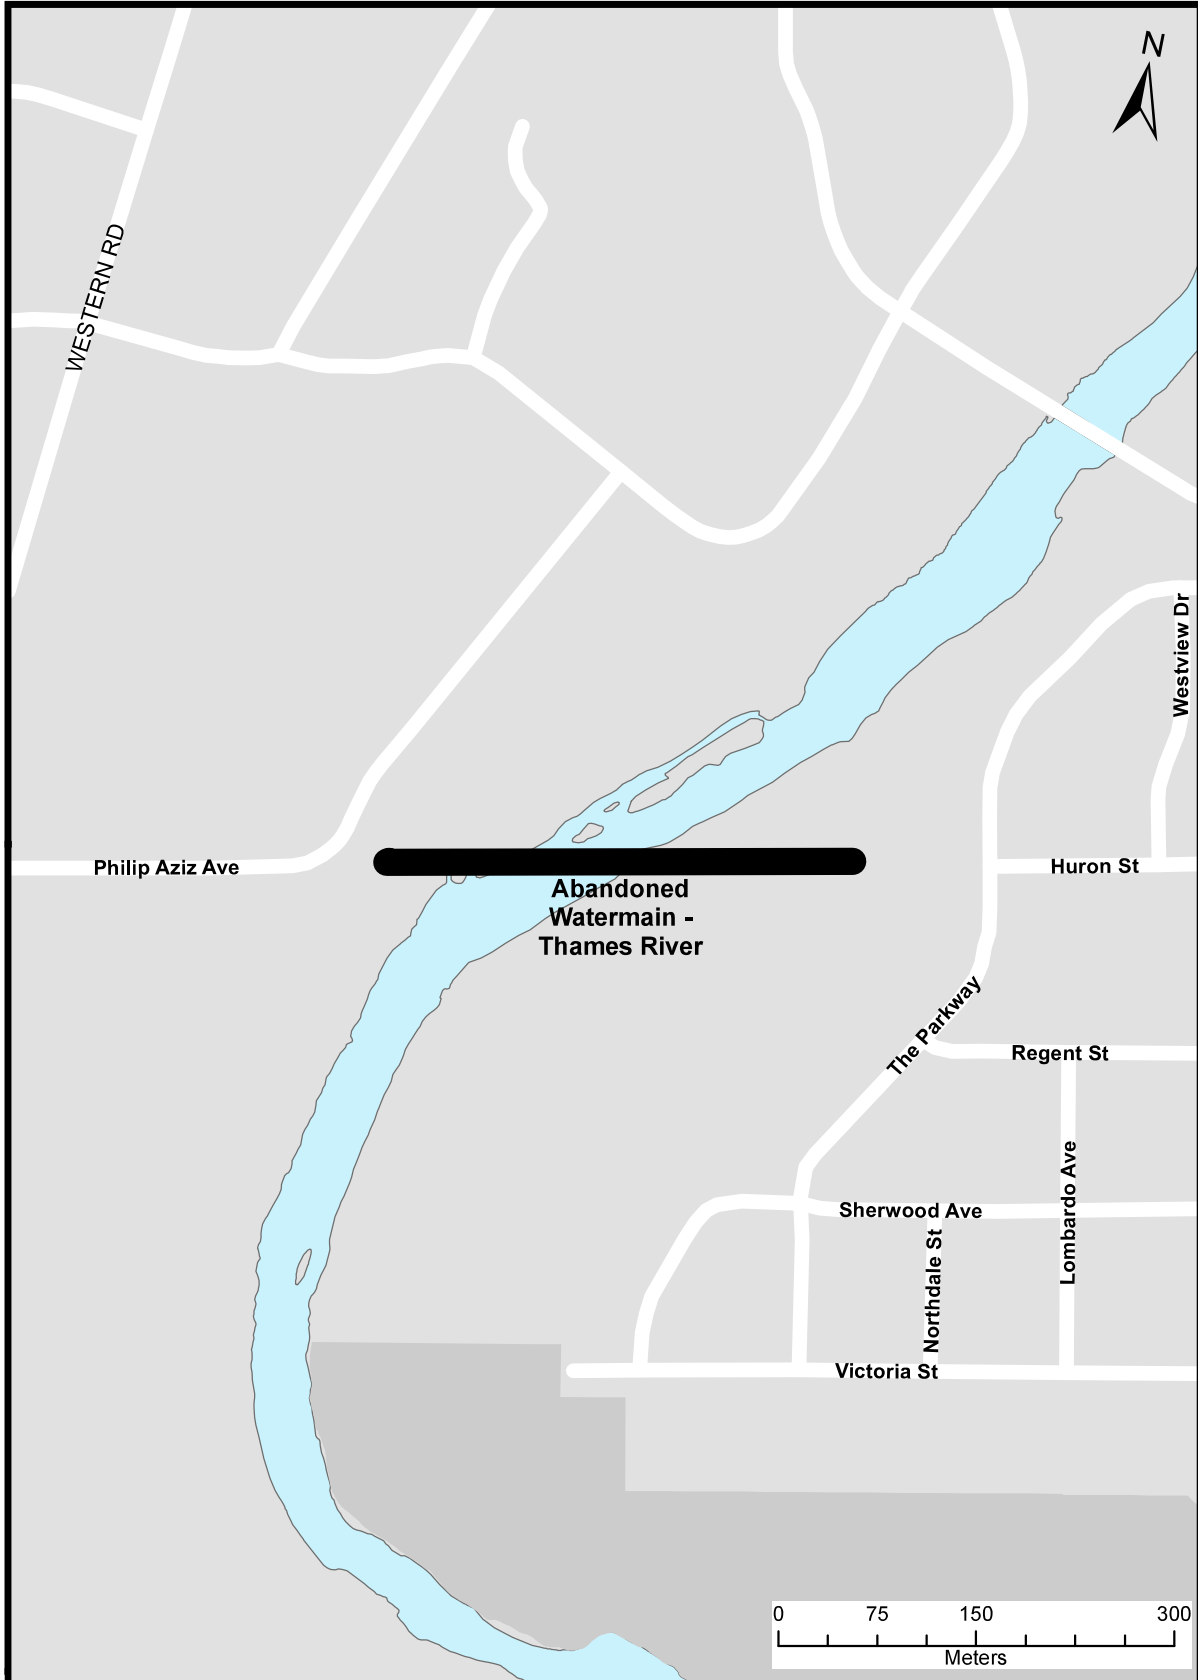 N
WESTERN RD
Westview Dr
Philip Aziz Ave
Huron St
Abandoned
Watermain -
Thames River
The Parkway
Regent St
Lombardo Ave
Sherwood Ave
Northdale St
Victoria St
0 75 150 300
Meters